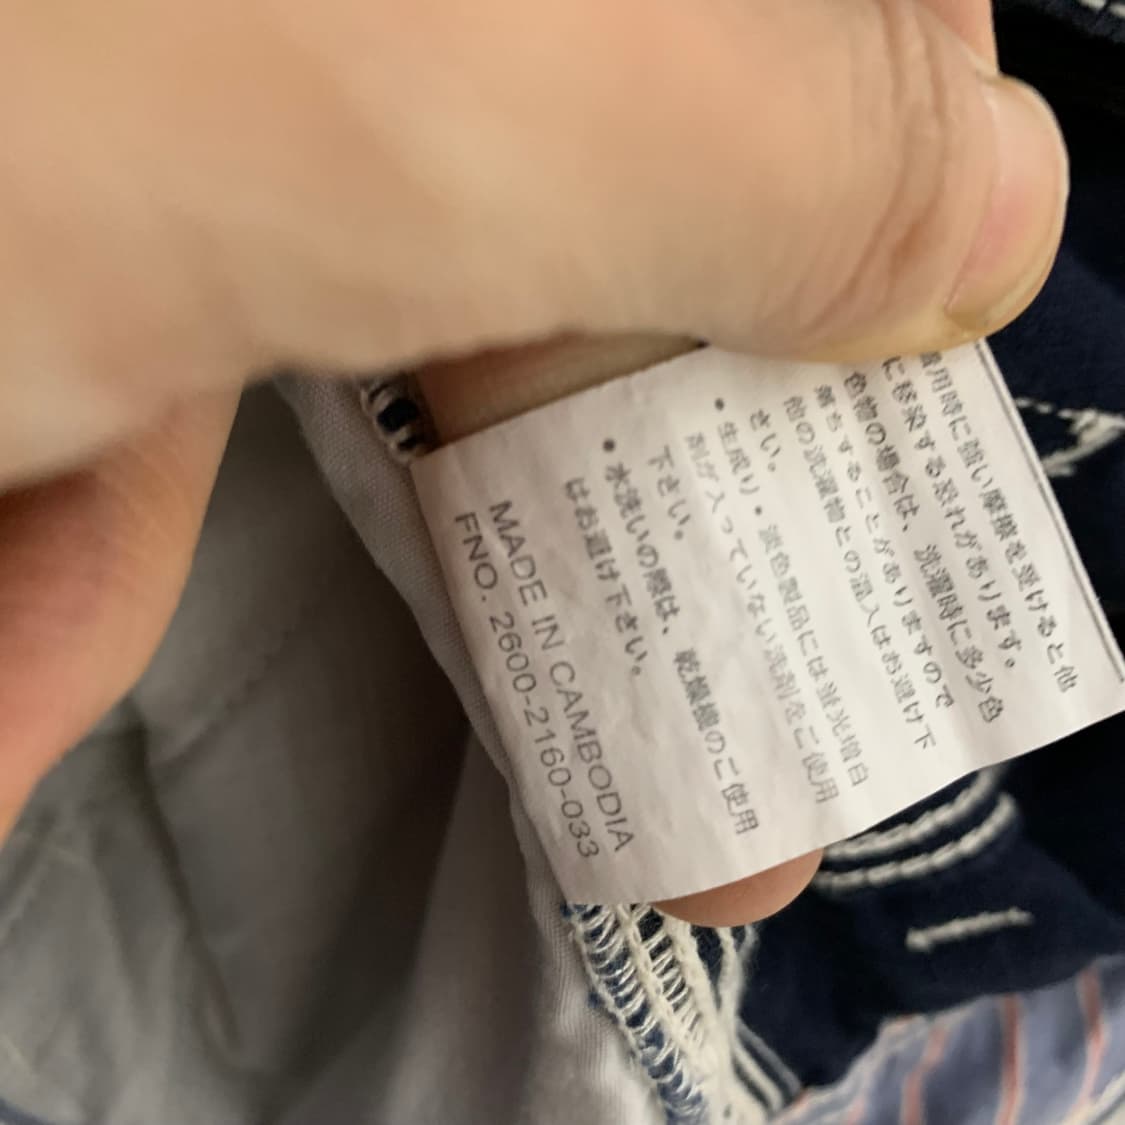 着用時に強い摩擦を受けると他
に移染する恐れがあります。
色物の場合は、洗濯時に多少色
落ちすることがありますので
他の洗濯物との混入はお避け下
さい。
・生成り・淡色製品には蛍光増白
剤が入っていない洗剤をご使用
下さい。
・水洗いの際は、乾燥機のご使用
はお避け下さい。
MADE IN CAMBODIA
FNO. 2600-2160-033